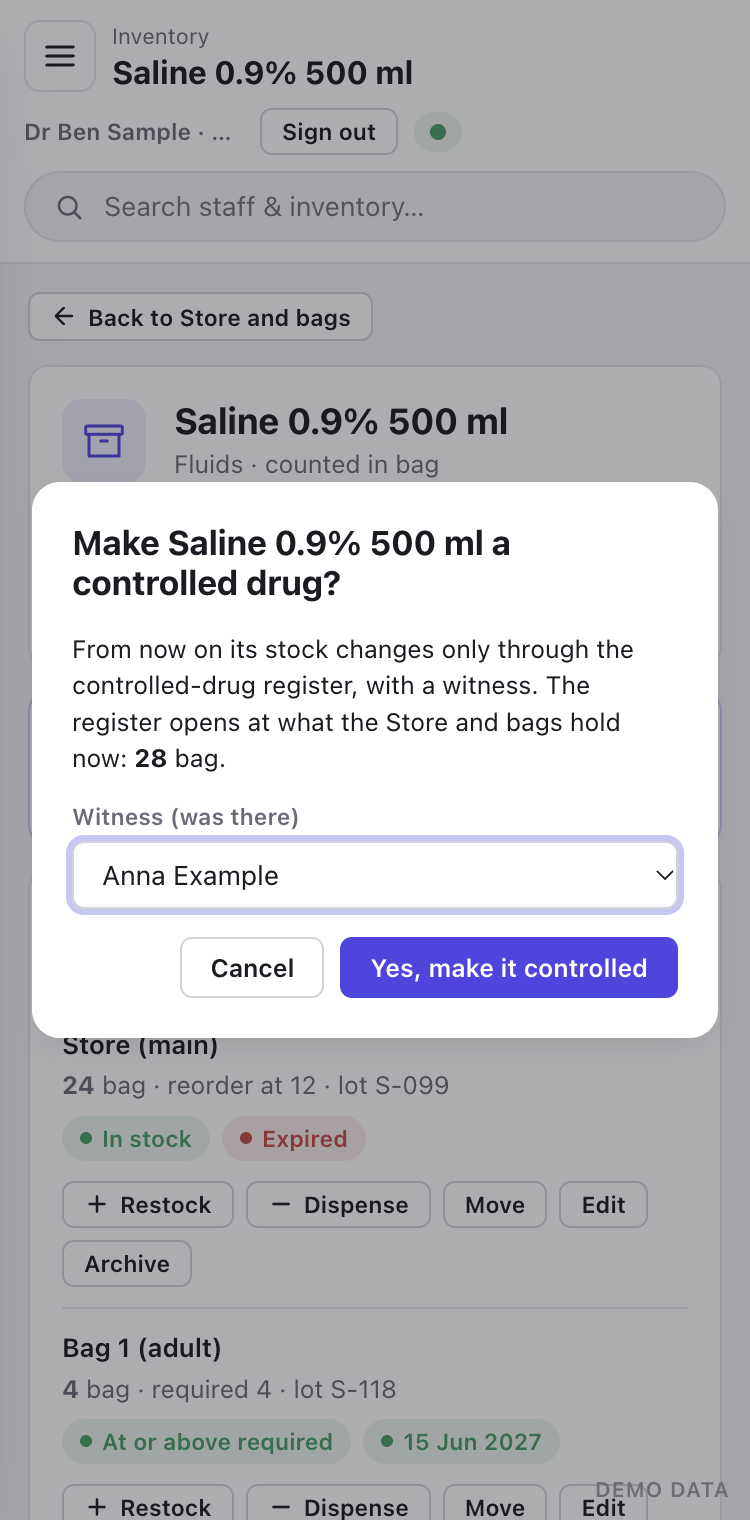 Inventory
Saline 0.9% 500 ml
Dr Ben Sample · ...
Sign out
Search staff & inventory...
← Back to Store and bags
Saline 0.9% 500 ml
Fluids · counted in bag
Make Saline 0.9% 500 ml a
controlled drug?
From now on its stock changes only through the
controlled-drug register, with a witness. The
register opens at what the Store and bags hold
now: 28 bag.
Witness (was there)
Anna Example
Cancel
Yes, make it controlled
Store (main)
24 bag · reorder at 12 · lot S-099
In stock
Expired
+ Restock
− Dispense
Move
Edit
Archive
Bag 1 (adult)
4 bag · required 4 · lot S-118
At or above required
15 Jun 2027
+ Restock
− Dispense
Move
Edit
DEMO DATA